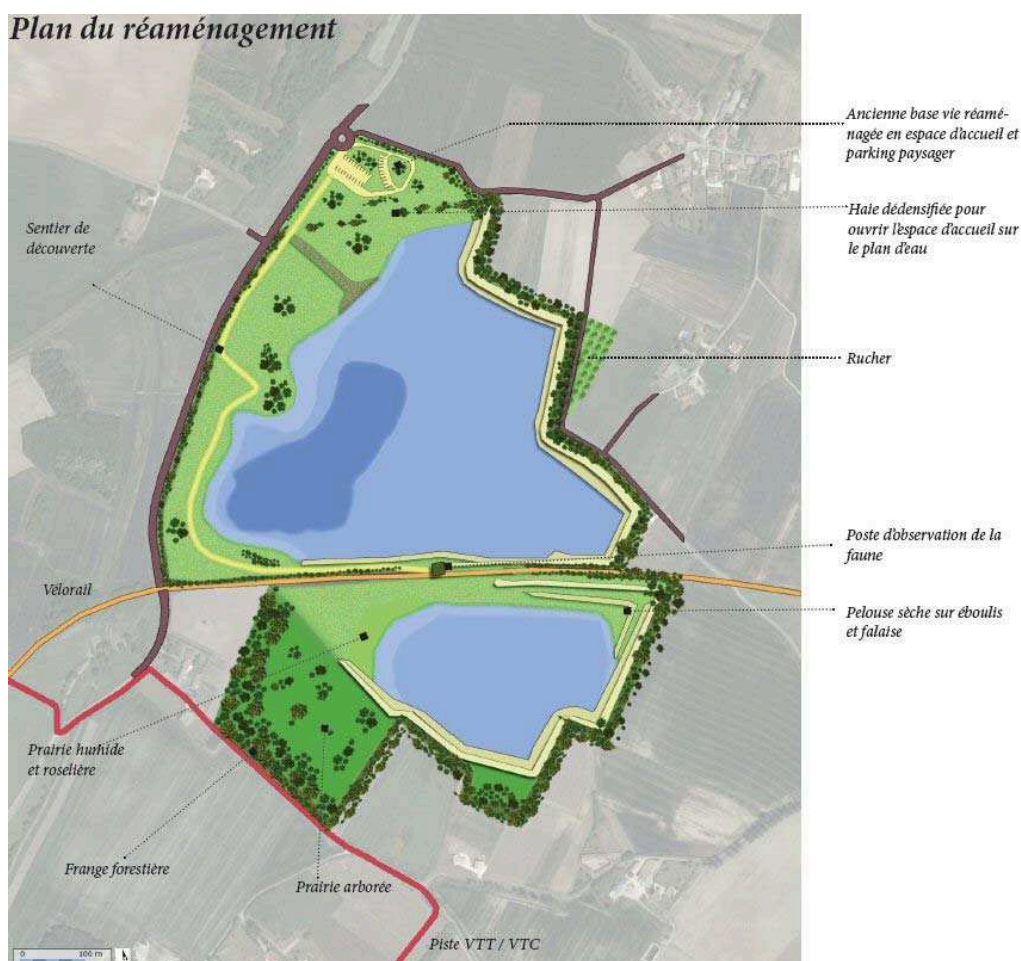 Plan du réaménagement
Ancienne base vie réamé-
nagée en espace d'accueil et
parking paysager
Sentier de
découverte
Haie dédensifiée pour
ouvrir l'espace d'accueil sur
le plan d'eau
Rucher
Poste d'observation de la
faune
Vélorail
Pelouse sèche sur éboulis
et falaise
Prairie humide
et roselière
Frange forestière
Prairie arborée
Piste VTT / VTC
0 100 m